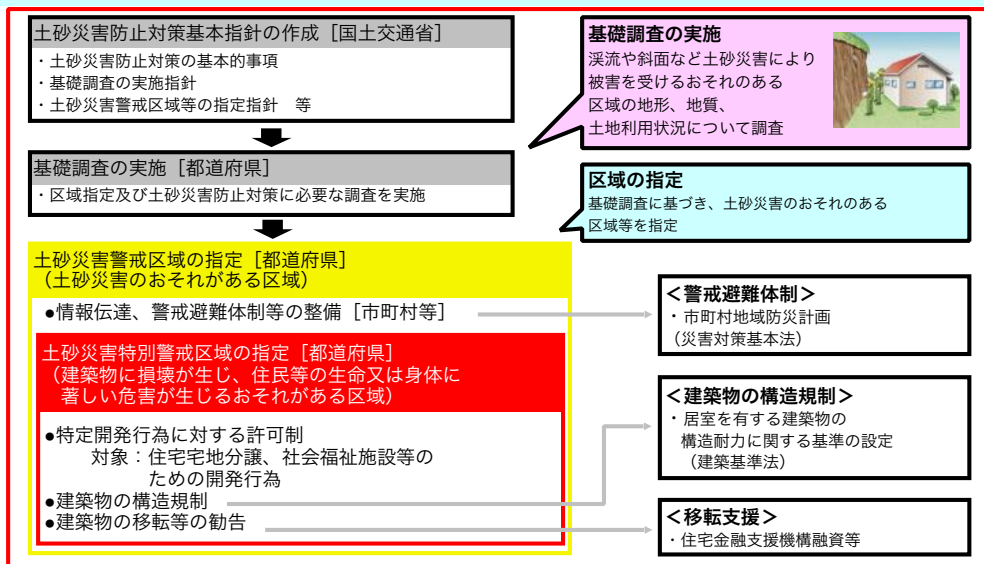 土砂災害防止対策基本指針の作成［国土交通省］
・土砂災害防止対策の基本的事項
・基礎調査の実施指針
・土砂災害警戒区域等の指定指針　等
基礎調査の実施［都道府県］
・区域指定及び土砂災害防止対策に必要な調査を実施
土砂災害警戒区域の指定［都道府県］
（土砂災害のおそれがある区域）
●情報伝達、警戒避難体制等の整備［市町村等］
土砂災害特別警戒区域の指定［都道府県］
（建築物に損壊が生じ、住民等の生命又は身体に
著しい危害が生じるおそれがある区域）
●特定開発行為に対する許可制
対象：住宅宅地分譲、社会福祉施設等の
ための開発行為
●建築物の構造規制
●建築物の移転等の勧告
基礎調査の実施
渓流や斜面など土砂災害により
被害を受けるおそれのある
区域の地形、地質、
土地利用状況について調査
区域の指定
基礎調査に基づき、土砂災害のおそれのある
区域等を指定
＜警戒避難体制＞
・市町村地域防災計画
（災害対策基本法）
＜建築物の構造規制＞
・居室を有する建築物の
構造耐力に関する基準の設定
（建築基準法）
＜移転支援＞
・住宅金融支援機構融資等